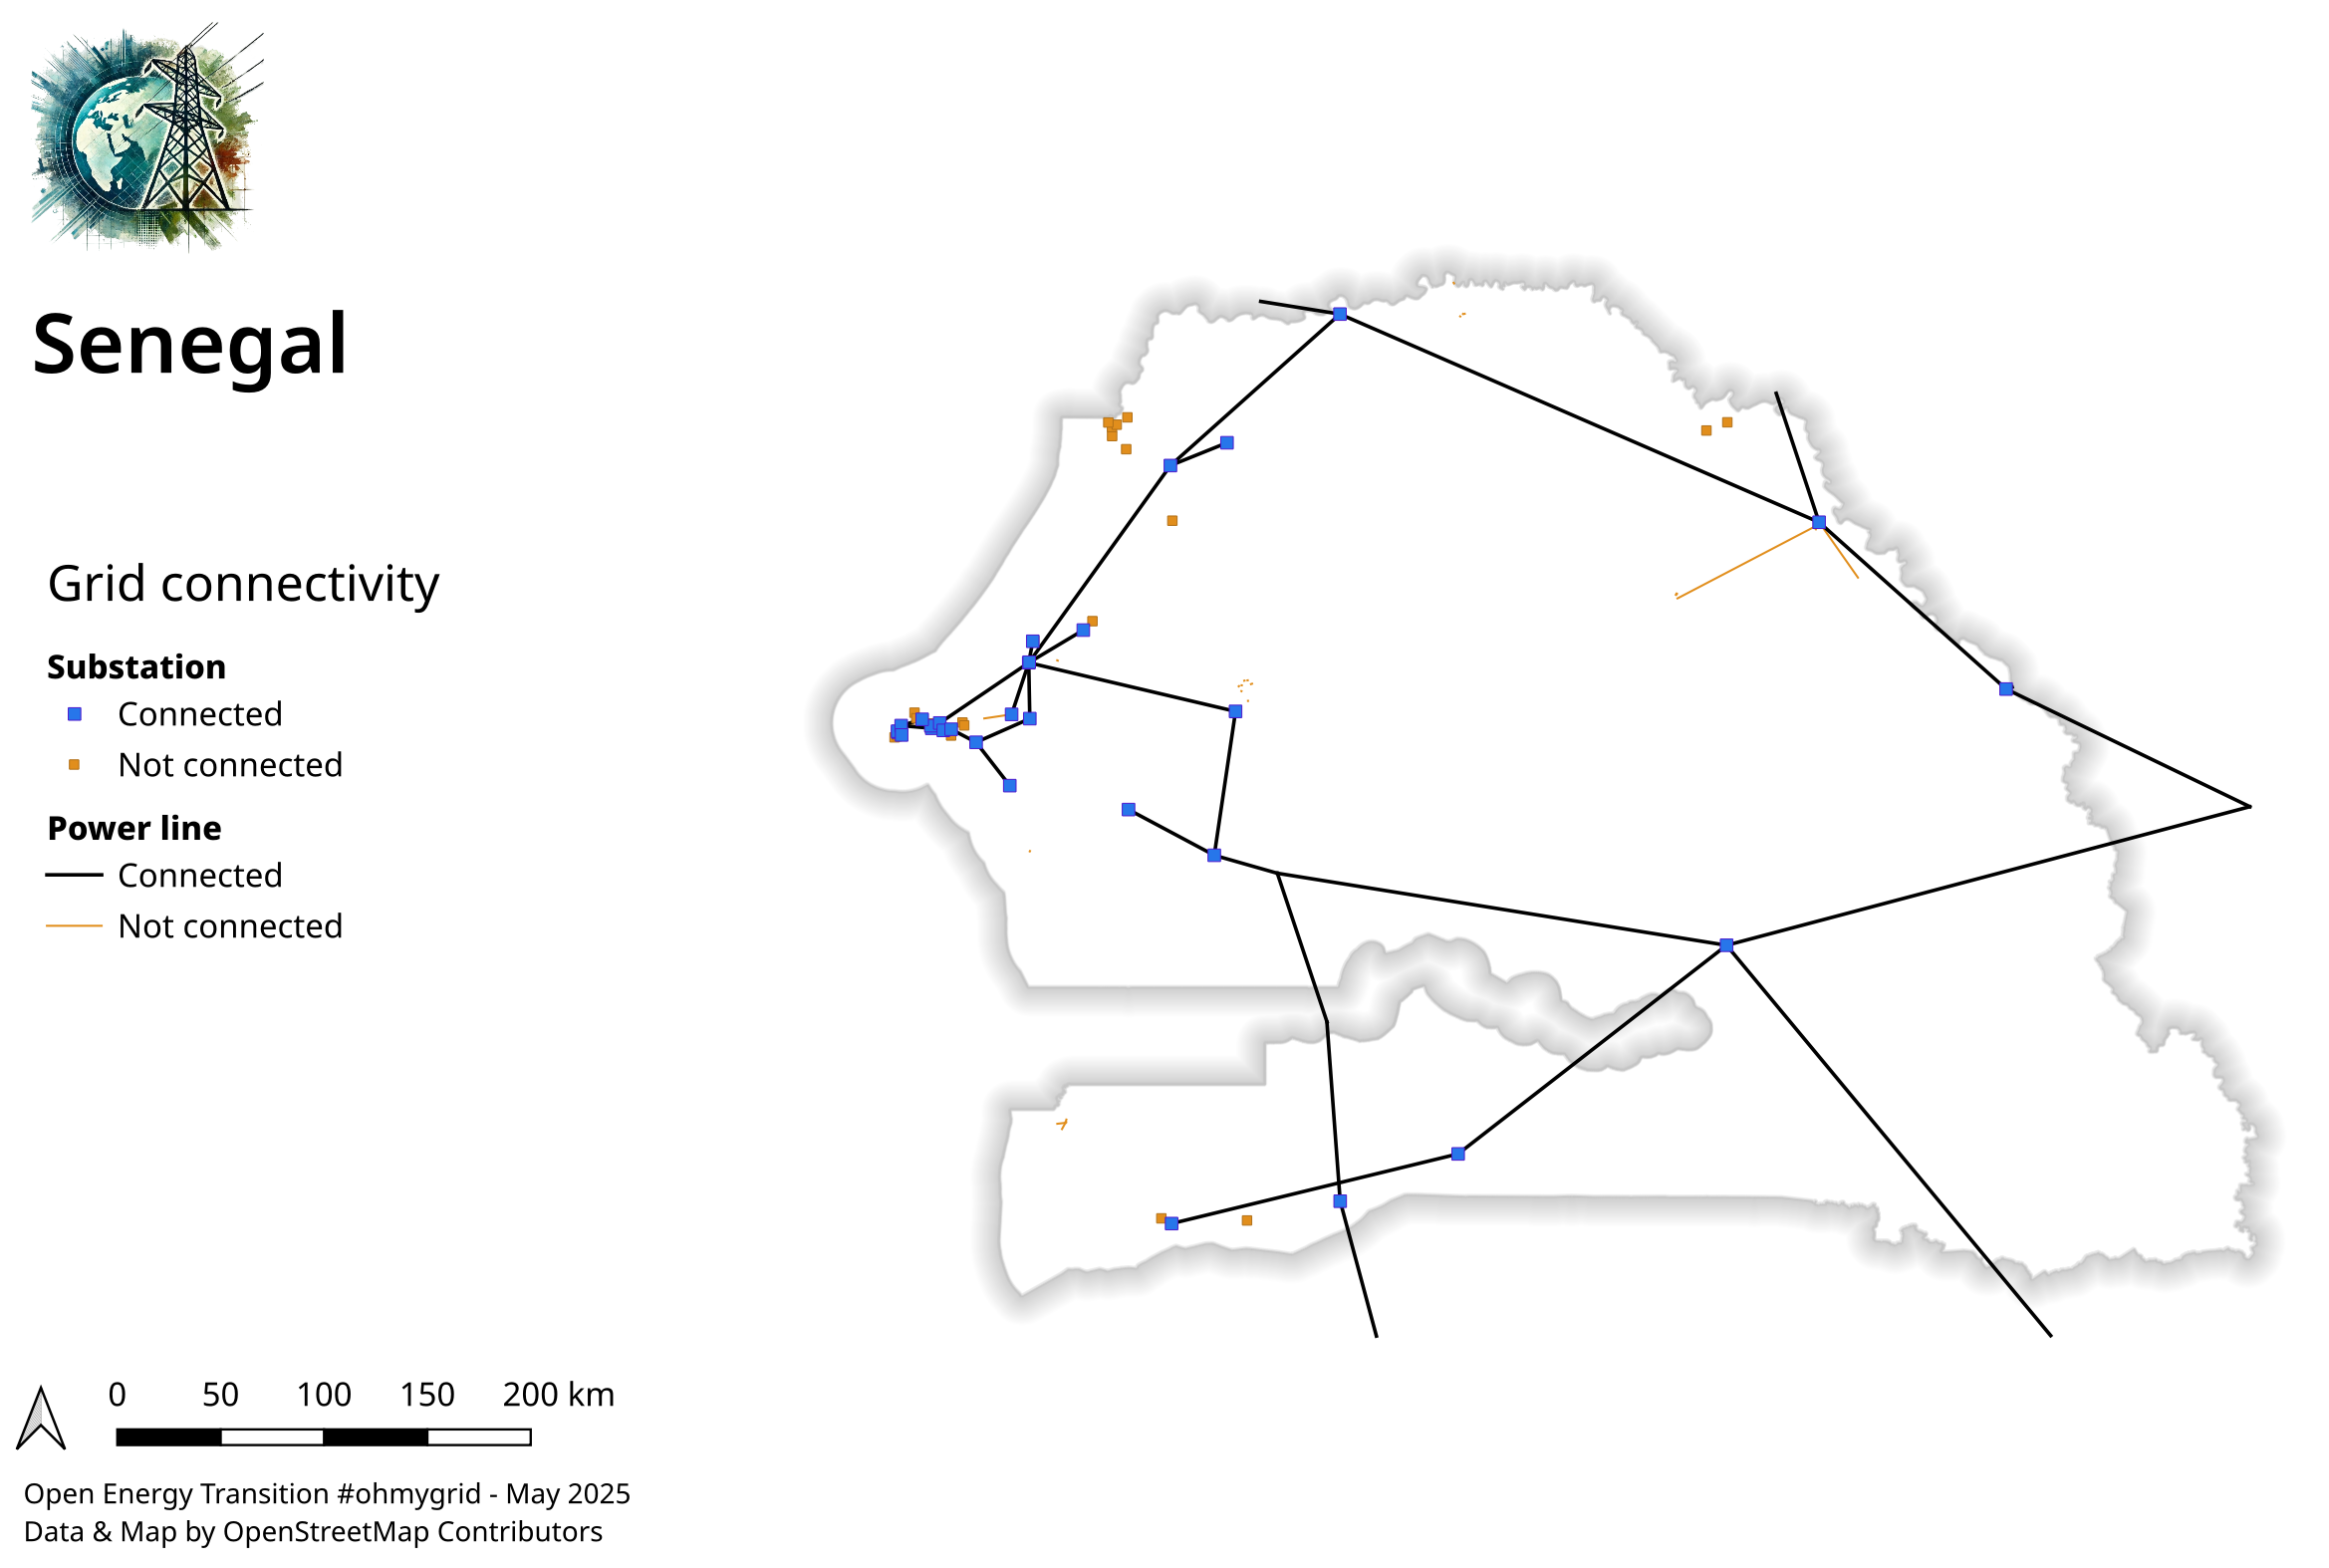 Senegal
Grid connectivity
Substation
Connected
Not connected
Power line
Connected
Not connected
0 50 100 150 200 km
Open Energy Transition #ohmygrid - May 2025
Data & Map by OpenStreetMap Contributors